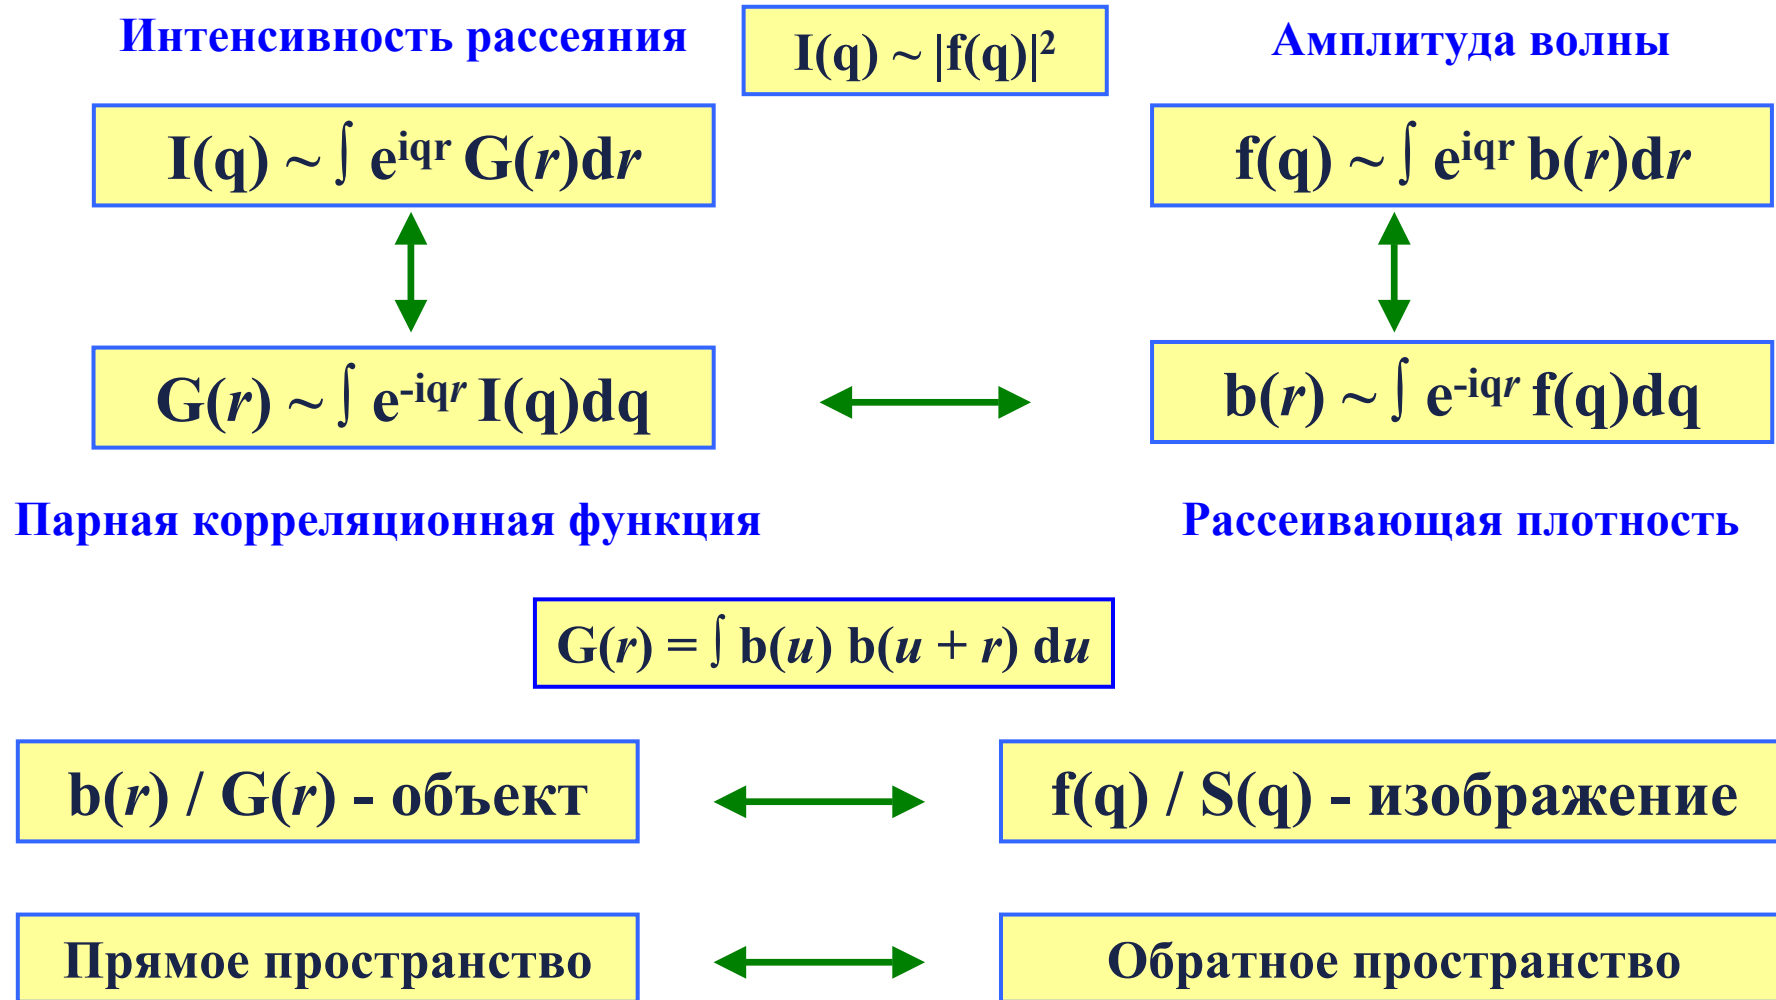 Интенсивность рассеяния
I(q) ~ |f(q)|²
Амплитуда волны
I(q) ~ ∫ e^{iqr} G(r)dr
f(q) ~ ∫ e^{iqr} b(r)dr
G(r) ~ ∫ e^{-iqr} I(q)dq
b(r) ~ ∫ e^{-iqr} f(q)dq
Парная корреляционная функция
Рассеивающая плотность
G(r) = ∫ b(u) b(u + r) du
b(r) / G(r) - объект
f(q) / S(q) - изображение
Прямое пространство
Обратное пространство